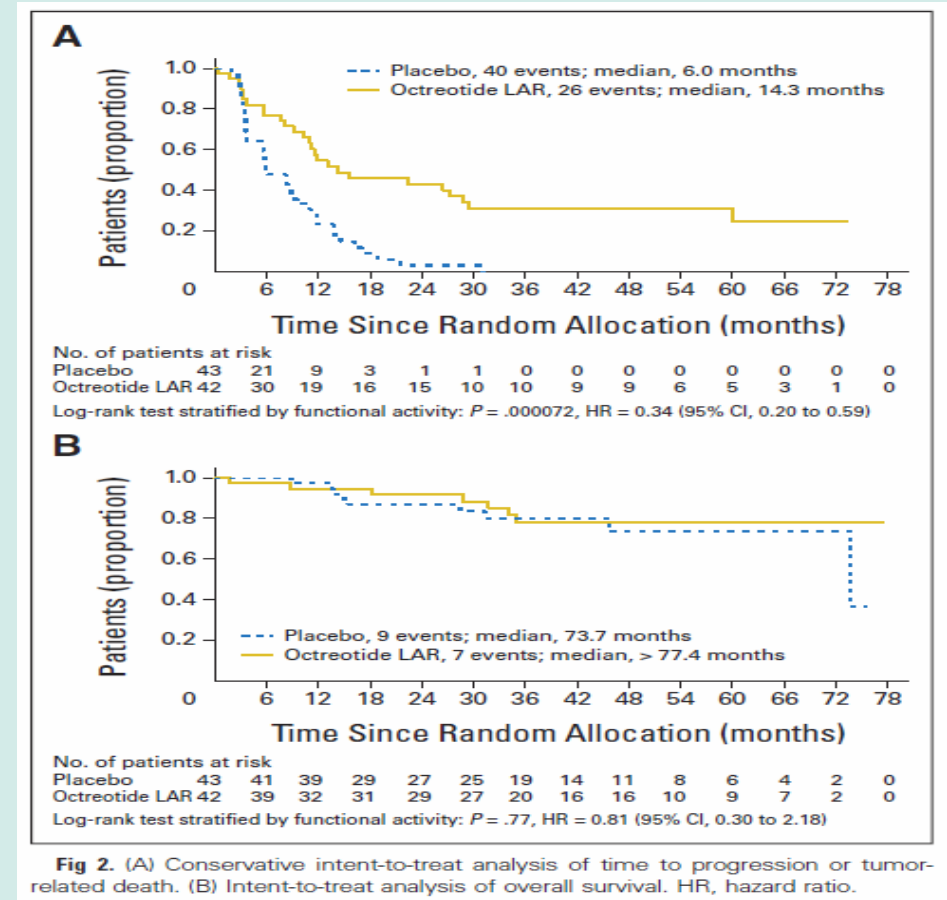 A
Patients (proportion)
1.0
0.8
0.6
0.4
0.2
Placebo, 40 events; median, 6.0 months
Octreotide LAR, 26 events; median, 14.3 months
0 6 12 18 24 30 36 42 48 54 60 66 72 78
Time Since Random Allocation (months)
No. of patients at risk
Placebo 43 21 9 3 1 1 0 0 0 0 0 0 0 0
Octreotide LAR 42 30 19 16 15 10 10 9 9 6 5 3 1 0
Log-rank test stratified by functional activity: P = .000072, HR = 0.34 (95% CI, 0.20 to 0.59)
B
Patients (proportion)
1.0
0.8
0.6
0.4
0.2
Placebo, 9 events; median, 73.7 months
Octreotide LAR, 7 events; median, > 77.4 months
0 6 12 18 24 30 36 42 48 54 60 66 72 78
Time Since Random Allocation (months)
No. of patients at risk
Placebo 43 41 39 29 27 25 19 14 11 8 6 4 2 0
Octreotide LAR 42 39 32 31 29 27 20 16 16 10 9 7 2 0
Log-rank test stratified by functional activity: P = .77, HR = 0.81 (95% CI, 0.30 to 2.18)
Fig 2. (A) Conservative intent-to-treat analysis of time to progression or tumor-
related death. (B) Intent-to-treat analysis of overall survival. HR, hazard ratio.